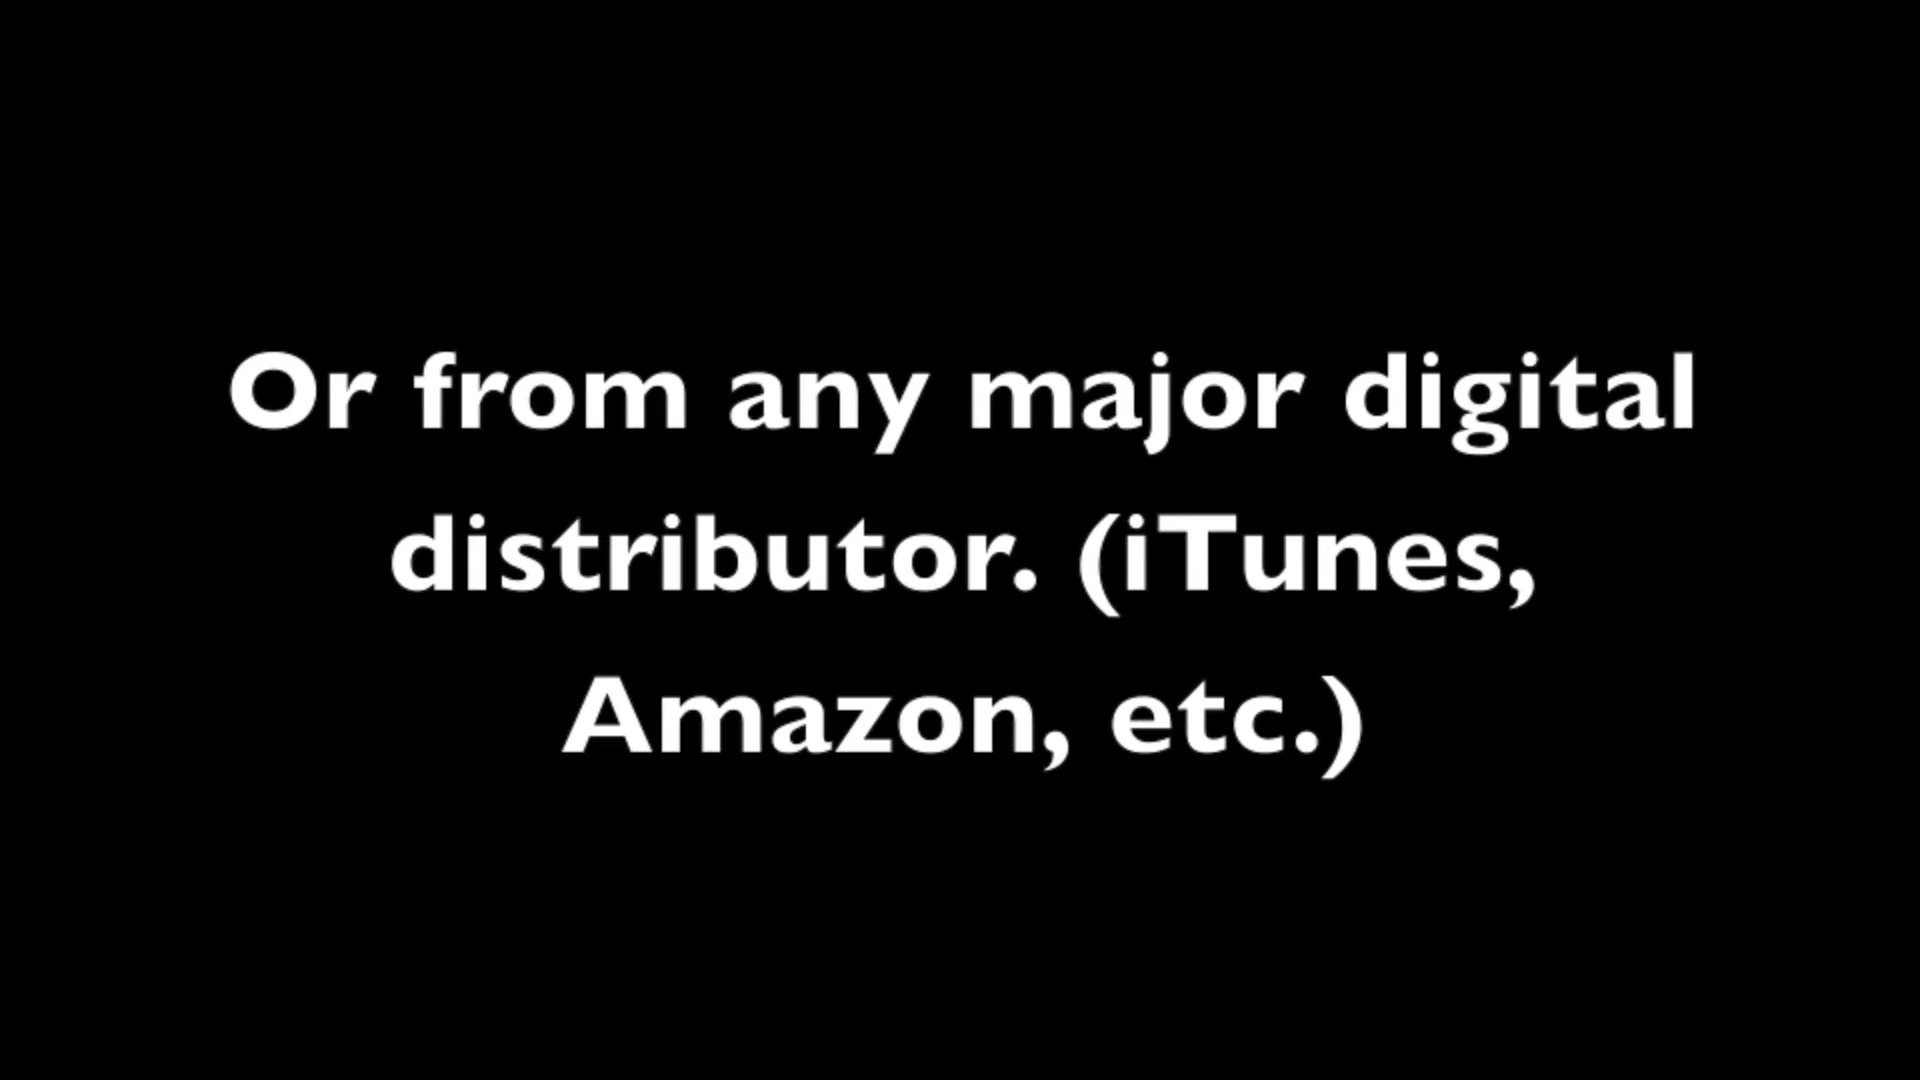 Or from any major digital
distributor. (iTunes,
Amazon, etc.)